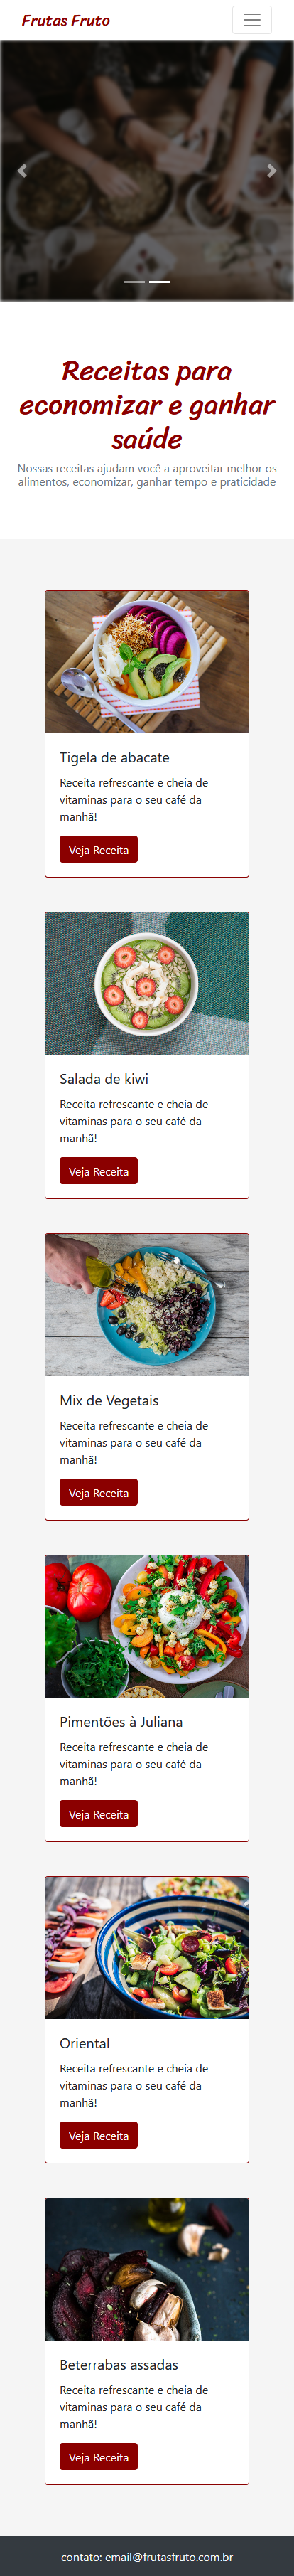 Frutas Fruto
Receitas para
economizar e ganhar
saúde
Nossas receitas ajudam você a aproveitar melhor os
alimentos, economizar, ganhar tempo e praticidade
Tigela de abacate
Receita refrescante e cheia de
vitaminas para o seu café da
manhã!
Veja Receita
Salada de kiwi
Receita refrescante e cheia de
vitaminas para o seu café da
manhã!
Veja Receita
Mix de Vegetais
Receita refrescante e cheia de
vitaminas para o seu café da
manhã!
Veja Receita
Pimentões à Juliana
Receita refrescante e cheia de
vitaminas para o seu café da
manhã!
Veja Receita
Oriental
Receita refrescante e cheia de
vitaminas para o seu café da
manhã!
Veja Receita
Beterrabas assadas
Receita refrescante e cheia de
vitaminas para o seu café da
manhã!
Veja Receita
contato: email@frutasfruto.com.br